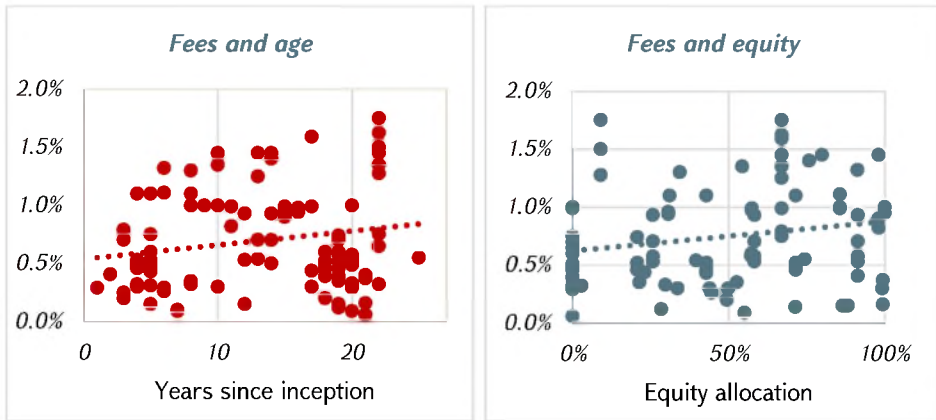 Fees and age
2.0%
1.5%
1.0%
0.5%
0.0%
0 10 20
Years since inception
Fees and equity
2.0%
1.5%
1.0%
0.5%
0.0%
0% 50% 100%
Equity allocation